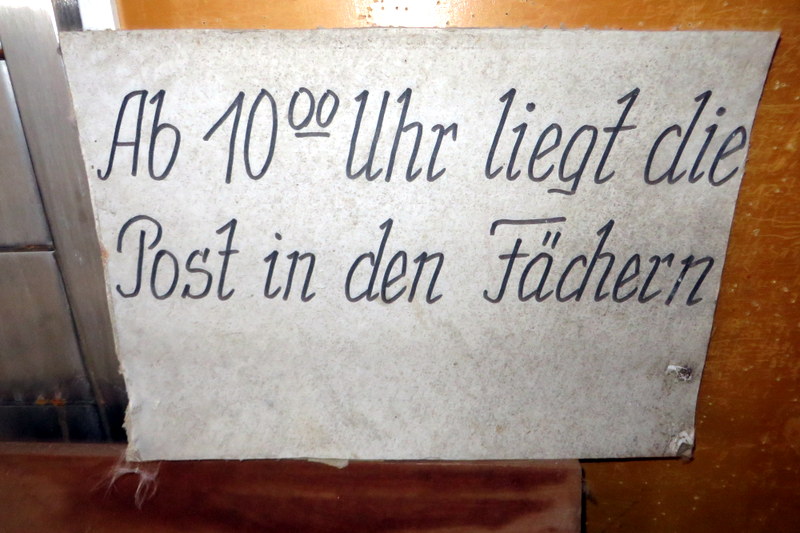 Ab 10⁰⁰ Uhr liegt die
Post in den Fächern